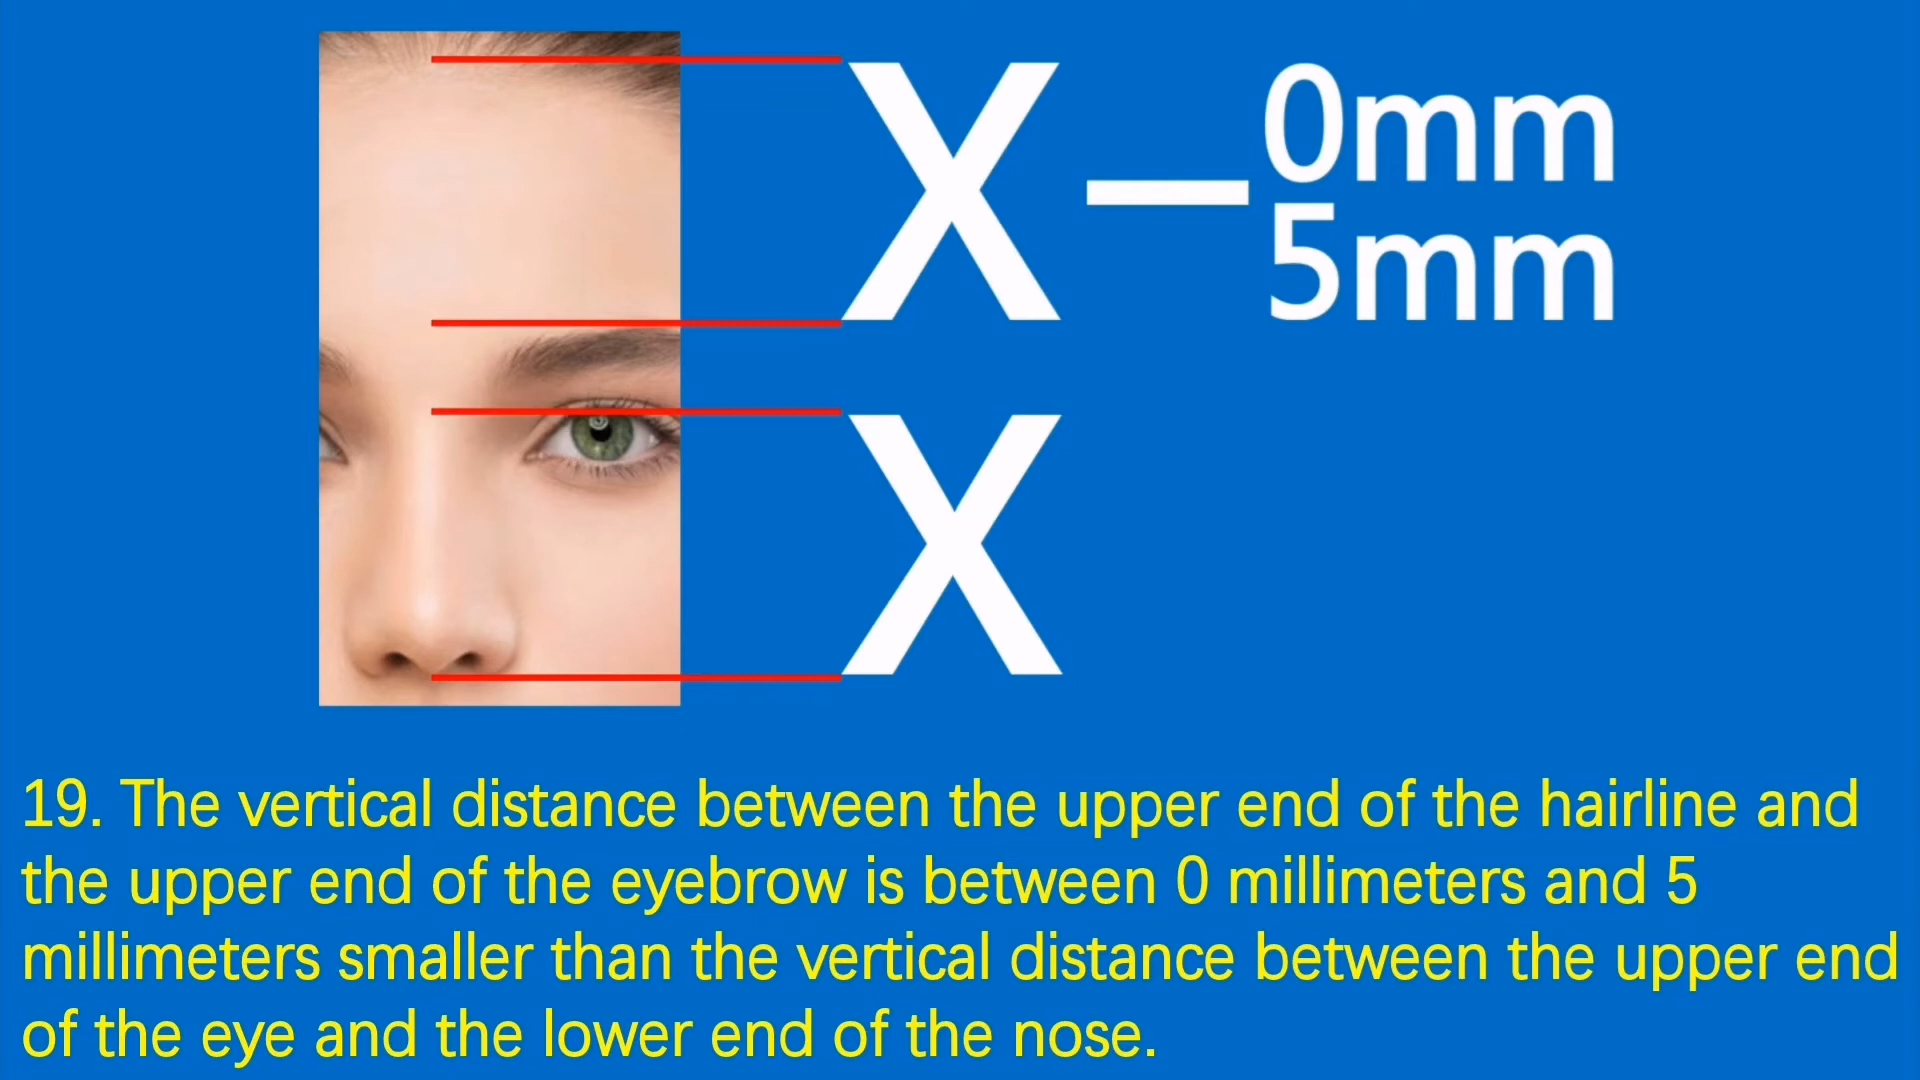 X — 0mm
5mm
X
19. The vertical distance between the upper end of the hairline and
the upper end of the eyebrow is between 0 millimeters and 5
millimeters smaller than the vertical distance between the upper end
of the eye and the lower end of the nose.